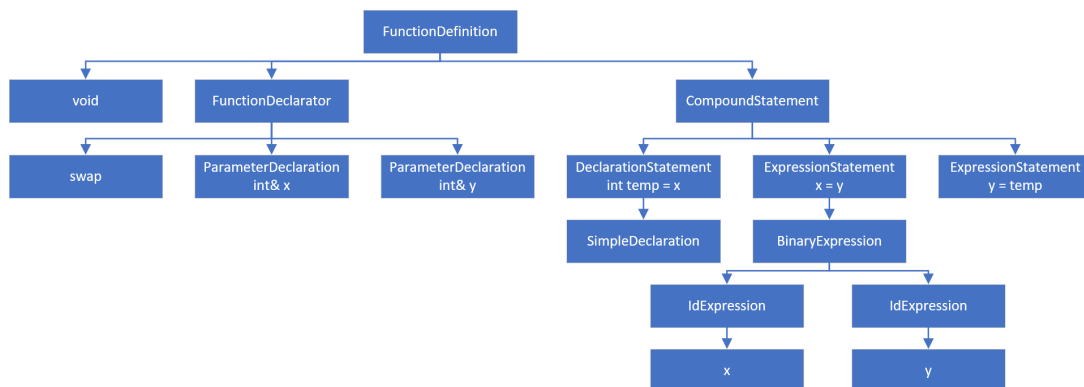 FunctionDefinition
void
FunctionDeclarator
CompoundStatement
swap
ParameterDeclaration
int& x
ParameterDeclaration
int& y
DeclarationStatement
int temp = x
ExpressionStatement
x = y
ExpressionStatement
y = temp
SimpleDeclaration
BinaryExpression
IdExpression
IdExpression
x
y